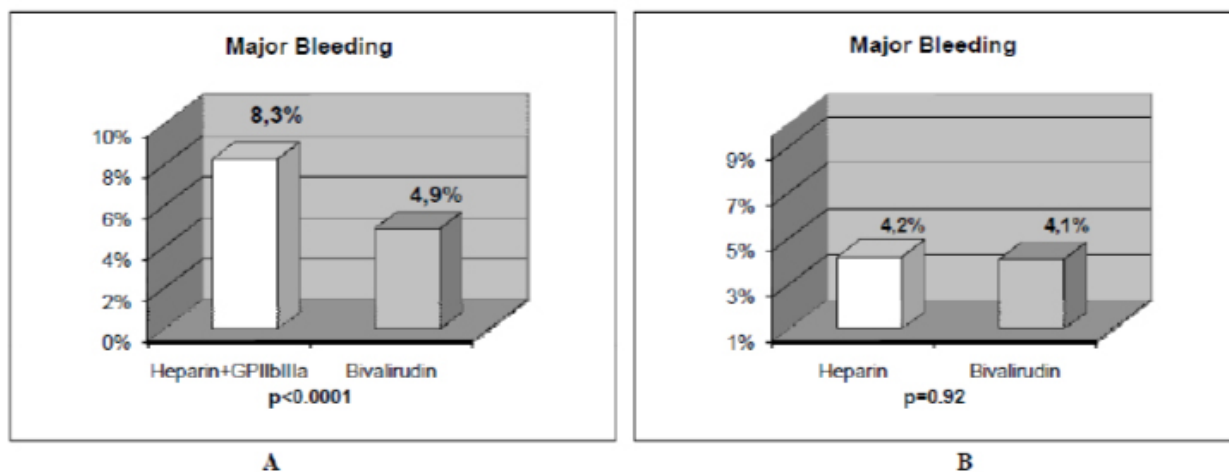 Major Bleeding
8,3%
4,9%
10%
8%
6%
4%
2%
0%
Heparin+GPIIbIIIa Bivalirudin
p<0.0001
A
Major Bleeding
4,2%
4,1%
9%
7%
5%
3%
1%
Heparin Bivalirudin
p=0.92
B